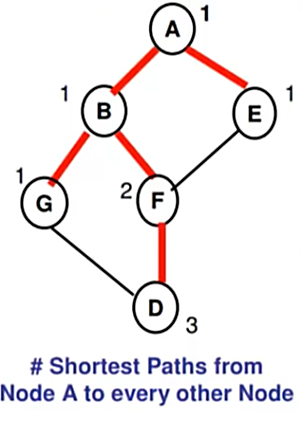 A 1
1 B
E 1
1 G
2 F
D 3
# Shortest Paths from
Node A to every other Node